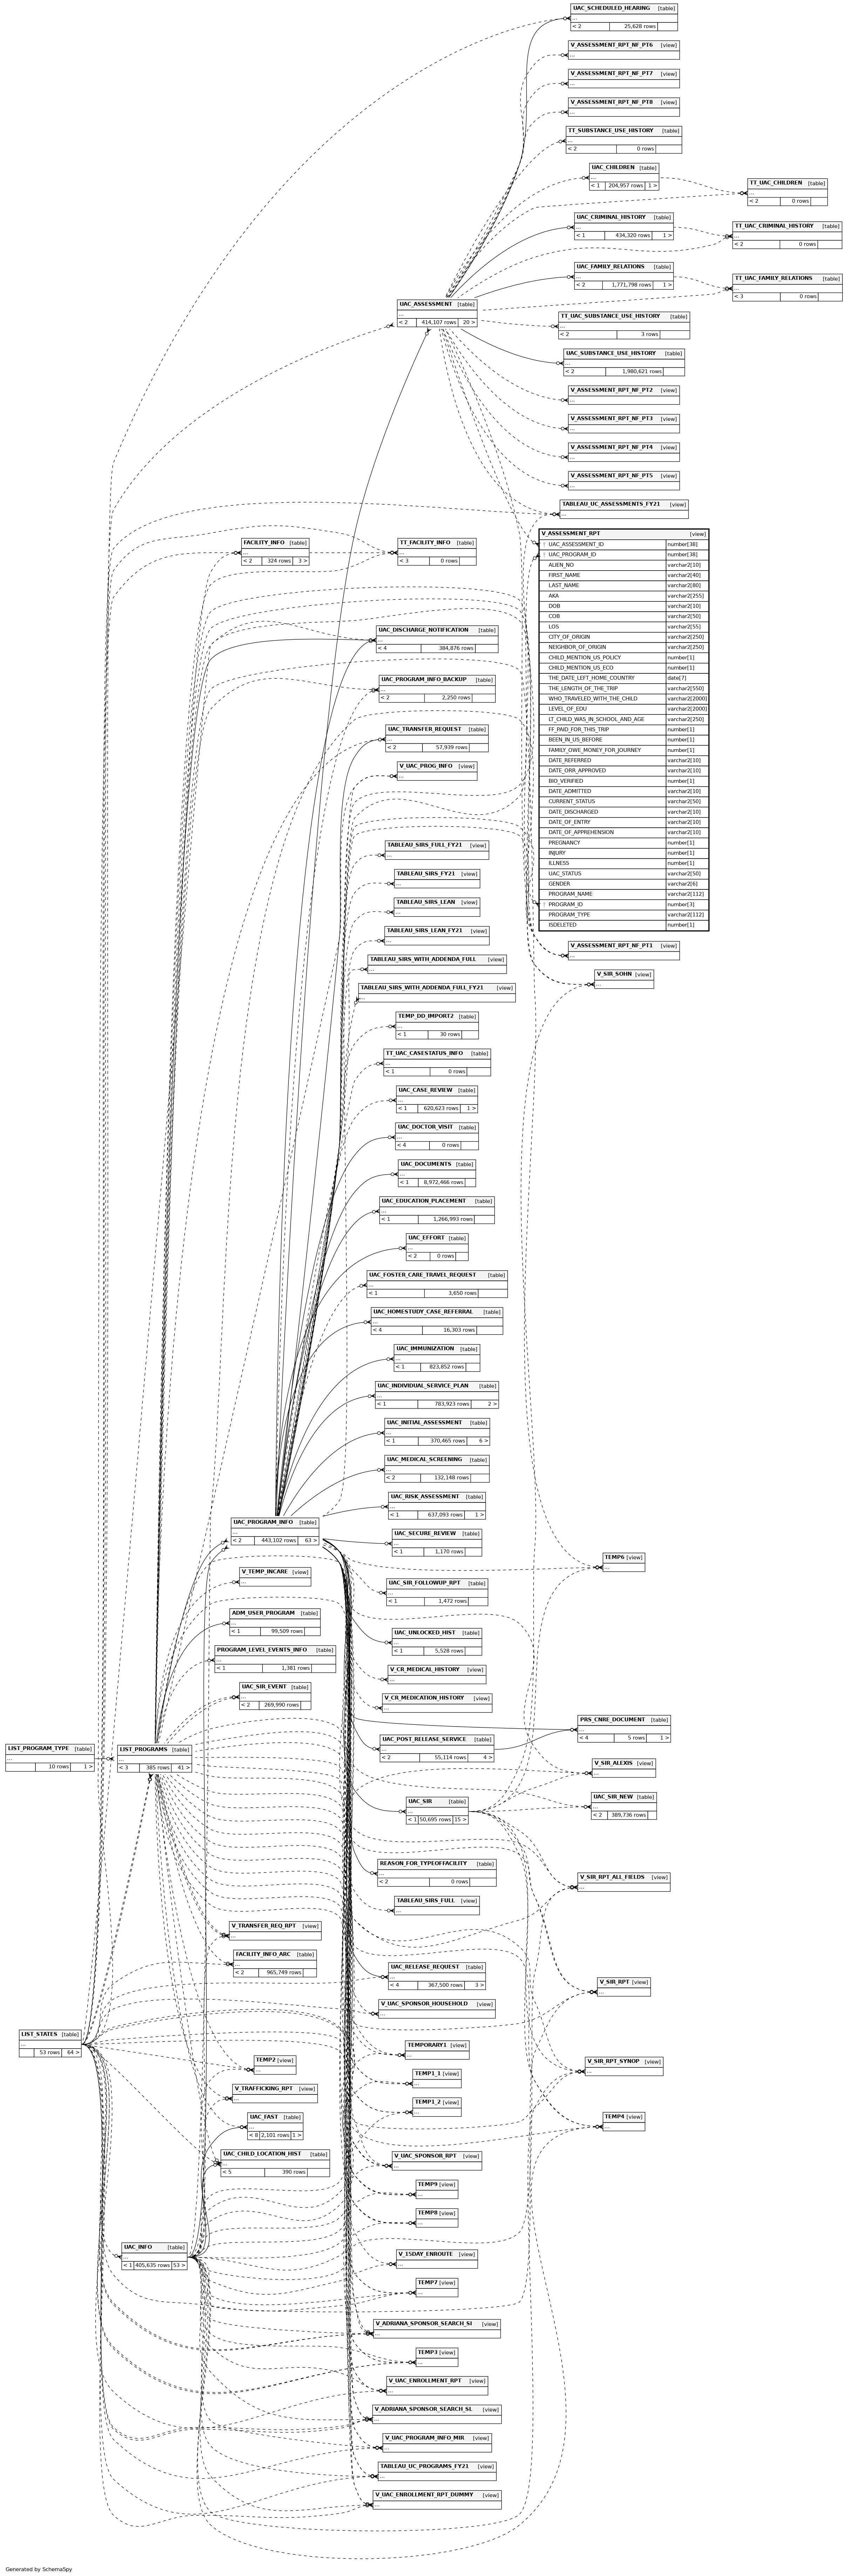 UAC_SCHEDULED_HEARING [table]
...
< 2 25,628 rows
V_ASSESSMENT_RPT_NF_PT6 [view]
...
V_ASSESSMENT_RPT_NF_PT7 [view]
...
V_ASSESSMENT_RPT_NF_PT8 [view]
...
TT_SUBSTANCE_USE_HISTORY [table]
...
< 2 0 rows
UAC_CHILDREN [table]
...
< 1 204,957 rows 1 >
TT_UAC_CHILDREN [table]
...
< 2 0 rows
UAC_CRIMINAL_HISTORY [table]
...
< 1 434,320 rows 1 >
TT_UAC_CRIMINAL_HISTORY [table]
...
< 2 0 rows
UAC_FAMILY_RELATIONS [table]
...
< 2 1,771,798 rows 1 >
TT_UAC_FAMILY_RELATIONS [table]
...
< 3 0 rows
UAC_ASSESSMENT [table]
...
< 2 414,107 rows 20 >
TT_UAC_SUBSTANCE_USE_HISTORY [table]
...
< 2 3 rows
UAC_SUBSTANCE_USE_HISTORY [table]
...
< 2 1,980,621 rows
V_ASSESSMENT_RPT_NF_PT2 [view]
...
V_ASSESSMENT_RPT_NF_PT3 [view]
...
V_ASSESSMENT_RPT_NF_PT4 [view]
...
V_ASSESSMENT_RPT_NF_PT5 [view]
...
TABLEAU_UC_ASSESSMENTS_FY21 [view]
...
V_ASSESSMENT_RPT [view]
UAC_ASSESSMENT_ID number[38]
UAC_PROGRAM_ID number[38]
ALIEN_NO varchar2[10]
FIRST_NAME varchar2[40]
LAST_NAME varchar2[80]
AKA varchar2[255]
DOB varchar2[10]
COB varchar2[50]
LOS varchar2[55]
CITY_OF_ORIGIN varchar2[250]
NEIGHBOR_OF_ORIGIN varchar2[250]
CHILD_MENTION_US_POLICY number[1]
CHILD_MENTION_US_ECO number[1]
THE_DATE_LEFT_HOME_COUNTRY date[7]
THE_LENGTH_OF_THE_TRIP varchar2[550]
WHO_TRAVELED_WITH_THE_CHILD varchar2[2000]
LEVEL_OF_EDU varchar2[2000]
LT_CHILD_WAS_IN_SCHOOL_AND_AGE varchar2[250]
FF_PAID_FOR_THIS_TRIP number[1]
BEEN_IN_US_BEFORE number[1]
FAMILY_OWE_MONEY_FOR_JOURNEY number[1]
DATE_REFERRED varchar2[10]
DATE_ORR_APPROVED varchar2[10]
BIO_VERIFIED number[1]
DATE_ADMITTED varchar2[10]
CURRENT_STATUS varchar2[50]
DATE_DISCHARGED varchar2[10]
DATE_OF_ENTRY varchar2[10]
DATE_OF_APPREHENSION varchar2[10]
PREGNANCY number[1]
INJURY number[1]
ILLNESS number[1]
UAC_STATUS varchar2[50]
GENDER varchar2[6]
PROGRAM_NAME varchar2[112]
PROGRAM_ID number[3]
PROGRAM_TYPE varchar2[112]
ISDELETED number[1]
FACILITY_INFO [table]
...
< 2 324 rows 3 >
TT_FACILITY_INFO [table]
...
< 3 0 rows
UAC_DISCHARGE_NOTIFICATION [table]
...
< 4 384,876 rows
UAC_PROGRAM_INFO_BACKUP [table]
...
< 2 2,250 rows
UAC_TRANSFER_REQUEST [table]
...
< 2 57,939 rows
V_UAC_PROG_INFO [view]
...
TABLEAU_SIRS_FULL_FY21 [view]
...
TABLEAU_SIRS_FY21 [view]
...
TABLEAU_SIRS_LEAN [view]
...
TABLEAU_SIRS_LEAN_FY21 [view]
...
V_ASSESSMENT_RPT_NF_PT1 [view]
...
TABLEAU_SIRS_WITH_ADDENDA_FULL [view]
...
V_SIR_SOHN [view]
...
TABLEAU_SIRS_WITH_ADDENDA_FULL_FY21 [view]
...
TEMP_DD_IMPORT2 [table]
...
< 1 30 rows
TT_UAC_CASESTATUS_INFO [table]
...
< 1 0 rows
UAC_CASE_REVIEW [table]
...
< 1 620,623 rows 1 >
UAC_DOCTOR_VISIT [table]
...
< 4 0 rows
UAC_DOCUMENTS [table]
...
< 1 8,972,466 rows
UAC_EDUCATION_PLACEMENT [table]
...
< 1 1,266,993 rows
UAC_EFFORT [table]
...
< 2 0 rows
UAC_FOSTER_CARE_TRAVEL_REQUEST [table]
...
< 1 3,650 rows
UAC_HOMESTUDY_CASE_REFERRAL [table]
...
< 4 16,303 rows
UAC_IMMUNIZATION [table]
...
< 1 823,852 rows
UAC_INDIVIDUAL_SERVICE_PLAN [table]
...
< 1 783,923 rows 2 >
UAC_INITIAL_ASSESSMENT [table]
...
< 1 370,465 rows 6 >
UAC_MEDICAL_SCREENING [table]
...
< 2 132,148 rows
UAC_RISK_ASSESSMENT [table]
...
< 1 637,093 rows 1 >
UAC_PROGRAM_INFO [table]
...
< 2 443,102 rows 63 >
UAC_SECURE_REVIEW [table]
...
< 1 1,170 rows
TEMP6 [view]
...
V_TEMP_INCARE [view]
...
UAC_SIR_FOLLOWUP_RPT [table]
...
< 1 1,472 rows
ADM_USER_PROGRAM [table]
...
< 1 99,509 rows
UAC_UNLOCKED_HIST [table]
...
< 1 5,528 rows
PROGRAM_LEVEL_EVENTS_INFO [table]
...
< 1 1,381 rows
V_CR_MEDICAL_HISTORY [view]
...
UAC_SIR_EVENT [table]
...
< 2 269,990 rows
V_CR_MEDICATION_HISTORY [view]
...
PRS_CNRE_DOCUMENT [table]
...
< 4 5 rows 1 >
UAC_POST_RELEASE_SERVICE [table]
...
< 2 55,114 rows 4 >
LIST_PROGRAM_TYPE [table]
...
10 rows 1 >
LIST_PROGRAMS [table]
...
< 3 385 rows 41 >
V_SIR_ALEXIS [view]
...
UAC_SIR [table]
...
< 1 50,695 rows 15 >
UAC_SIR_NEW [table]
...
< 2 389,736 rows
REASON_FOR_TYPEOFFACILITY [table]
...
< 2 0 rows
V_SIR_RPT_ALL_FIELDS [view]
...
TABLEAU_SIRS_FULL [view]
...
V_TRANSFER_REQ_RPT [view]
...
FACILITY_INFO_ARC [table]
...
< 2 965,749 rows
UAC_RELEASE_REQUEST [table]
...
< 4 367,500 rows 3 >
V_SIR_RPT [view]
...
V_UAC_SPONSOR_HOUSEHOLD [view]
...
LIST_STATES [table]
...
53 rows 64 >
TEMPORARY1 [view]
...
TEMP2 [view]
...
V_SIR_RPT_SYNOP [view]
...
TEMP1_1 [view]
...
V_TRAFFICKING_RPT [view]
...
TEMP1_2 [view]
...
UAC_FAST [table]
...
< 8 2,101 rows 1 >
TEMP4 [view]
...
UAC_CHILD_LOCATION_HIST [table]
...
< 5 390 rows
V_UAC_SPONSOR_RPT [view]
...
TEMP9 [view]
...
TEMP8 [view]
...
UAC_INFO [table]
...
< 1 405,635 rows 53 >
V_15DAY_ENROUTE [view]
...
TEMP7 [view]
...
V_ADRIANA_SPONSOR_SEARCH_SI [view]
...
TEMP3 [view]
...
V_UAC_ENROLLMENT_RPT [view]
...
V_ADRIANA_SPONSOR_SEARCH_SL [view]
...
V_UAC_PROGRAM_INFO_MIR [view]
...
TABLEAU_UC_PROGRAMS_FY21 [view]
...
V_UAC_ENROLLMENT_RPT_DUMMY [view]
...
Generated by SchemaSpy